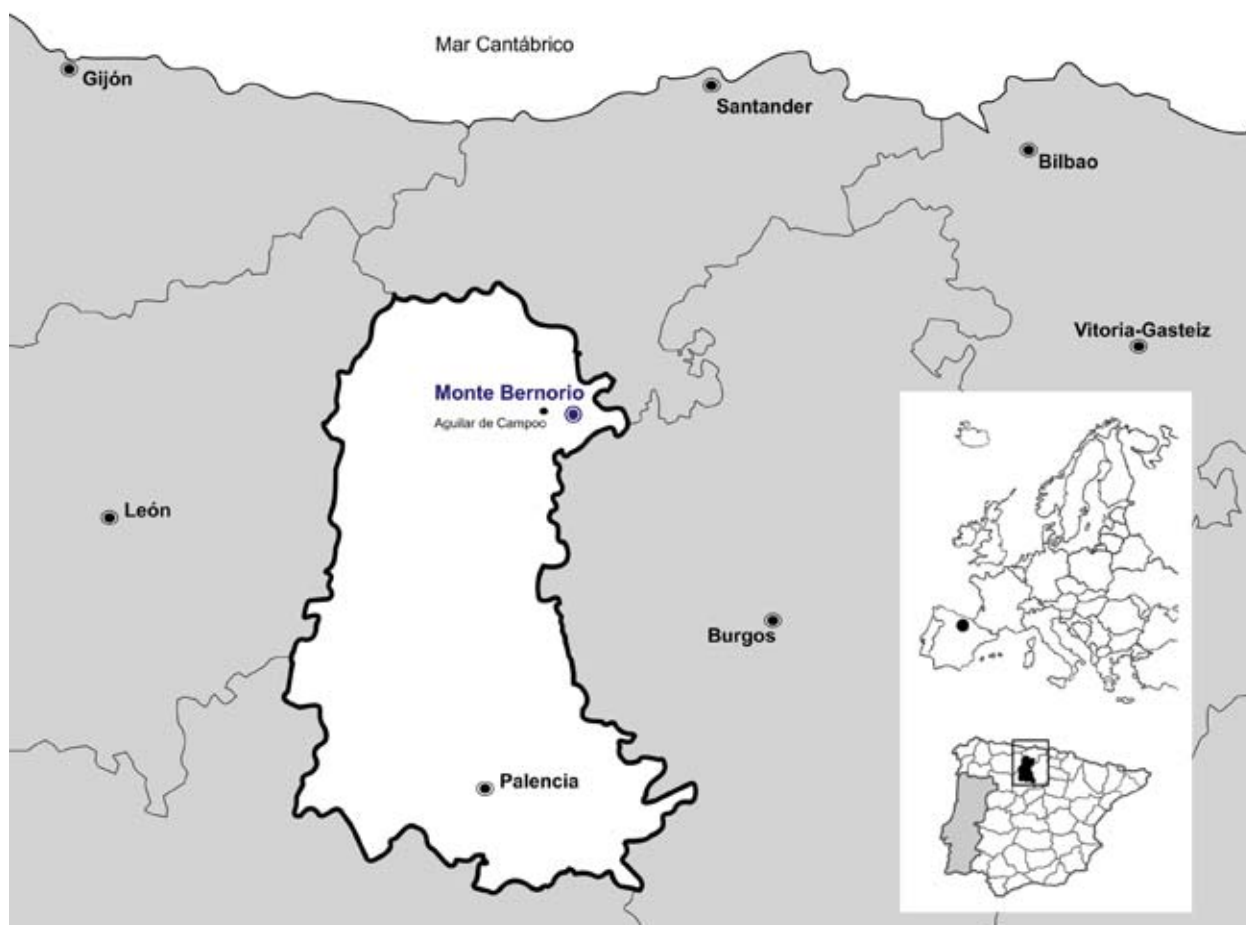 Mar Cantábrico
Gijón
Santander
Bilbao
Vitoria-Gasteiz
Monte Bernorio
Aguilar de Campoo
León
Burgos
Palencia